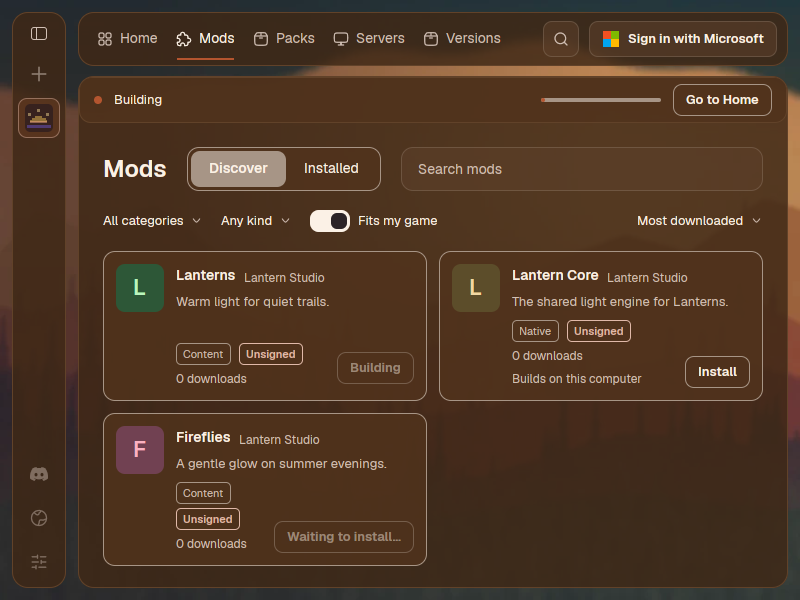 Home
Mods
Packs
Servers
Versions
Sign in with Microsoft
Building
Go to Home
Mods
Discover
Installed
Search mods
All categories
Any kind
Fits my game
Most downloaded
L
Lanterns Lantern Studio
Warm light for quiet trails.
Content Unsigned
0 downloads
Building
L
Lantern Core Lantern Studio
The shared light engine for Lanterns.
Native Unsigned
0 downloads
Builds on this computer
Install
F
Fireflies Lantern Studio
A gentle glow on summer evenings.
Content
Unsigned
0 downloads
Waiting to install...